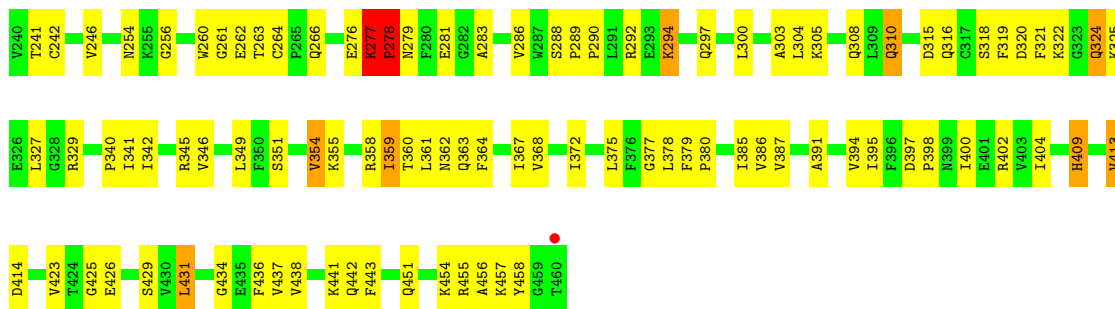 V240 T241 C242 V246 N254 K255 G256 W260 G261 E262 T263 C264 P265 Q266 E276 K277 P278 N279 F280 E281 G282 A283 V286 W287 S288 P289 P290 L291 R292 E293 K294 Q297 L300 A303 L304 K305 Q308 L309 Q310 D315 Q316 C317 S318 F319 D320 F321 K322 G323 Q324 K325
E326 L327 G328 R329 P340 I341 I342 R345 V346 L349 F350 S351 V354 K355 R358 I359 T360 L361 N362 Q363 F364 I367 V368 I372 L375 F376 G377 L378 F379 P380 I385 V386 V387 A391 V394 I395 F396 D397 P398 N399 I400 E401 R402 V403 I404 H409 V413
D414 V423 T424 G425 E426 S429 V430 L431 G434 E435 F436 V437 V438 K441 Q442 F443 Q451 K454 R455 A456 K457 Y458 G459 T460